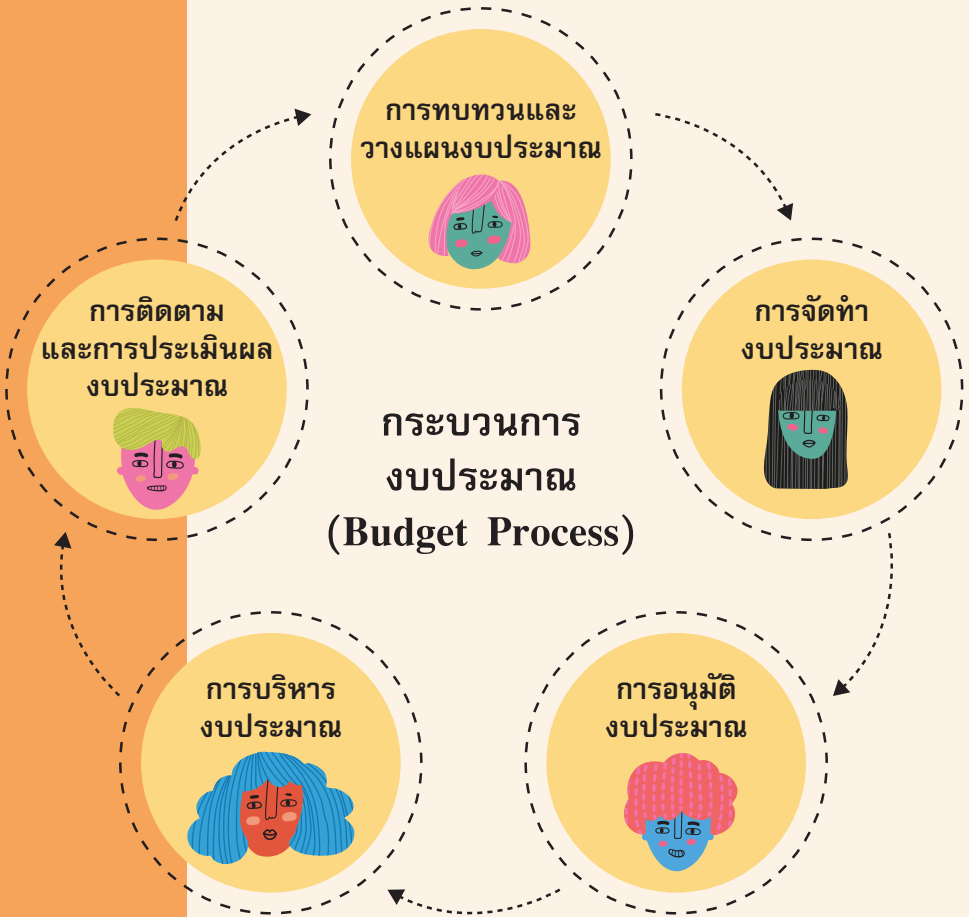 การทบทวนและ
วางแผนงบประมาณ
การจัดทำ
งบประมาณ
การอนุมัติ
งบประมาณ
การบริหาร
งบประมาณ
การติดตาม
และการประเมินผล
งบประมาณ
กระบวนการ
งบประมาณ
(Budget Process)